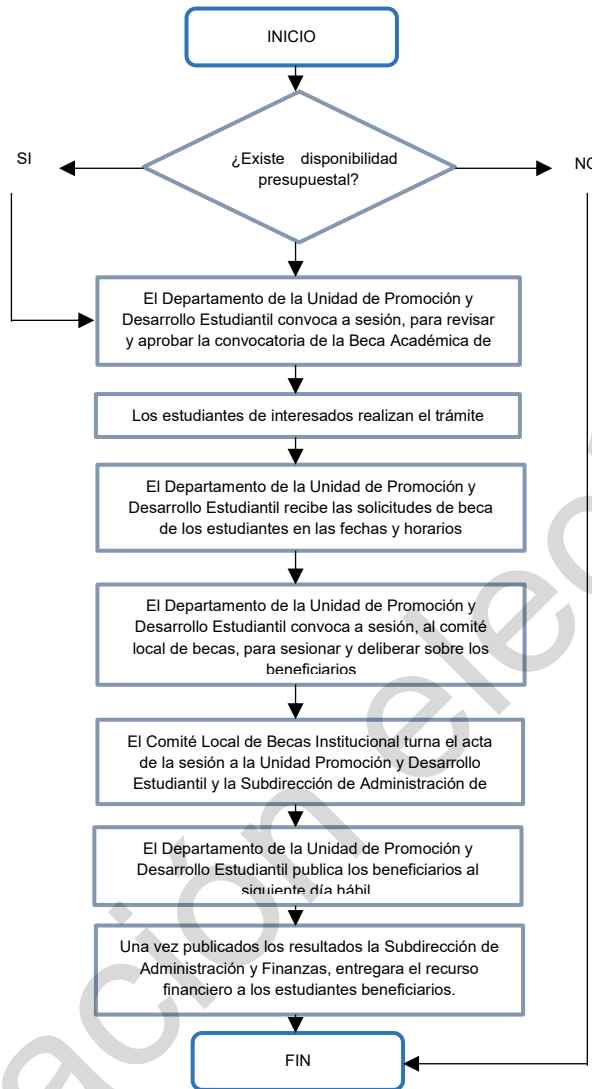 INICIO
¿Existe disponibilidad
presupuestal?
SI
NO
El Departamento de la Unidad de Promoción y
Desarrollo Estudiantil convoca a sesión, para revisar
y aprobar la convocatoria de la Beca Académica de
Los estudiantes de interesados realizan el trámite
El Departamento de la Unidad de Promoción y
Desarrollo Estudiantil recibe las solicitudes de beca
de los estudiantes en las fechas y horarios
El Departamento de la Unidad de Promoción y
Desarrollo Estudiantil convoca a sesión, al comité
local de becas, para sesionar y deliberar sobre los
beneficiarios
El Comité Local de Becas Institucional turna el acta
de la sesión a la Unidad Promoción y Desarrollo
Estudiantil y la Subdirección de Administración de
El Departamento de la Unidad de Promoción y
Desarrollo Estudiantil publica los beneficiarios al
siguiente día hábil
Una vez publicados los resultados la Subdirección de
Administración y Finanzas, entregara el recurso
financiero a los estudiantes beneficiarios.
FIN